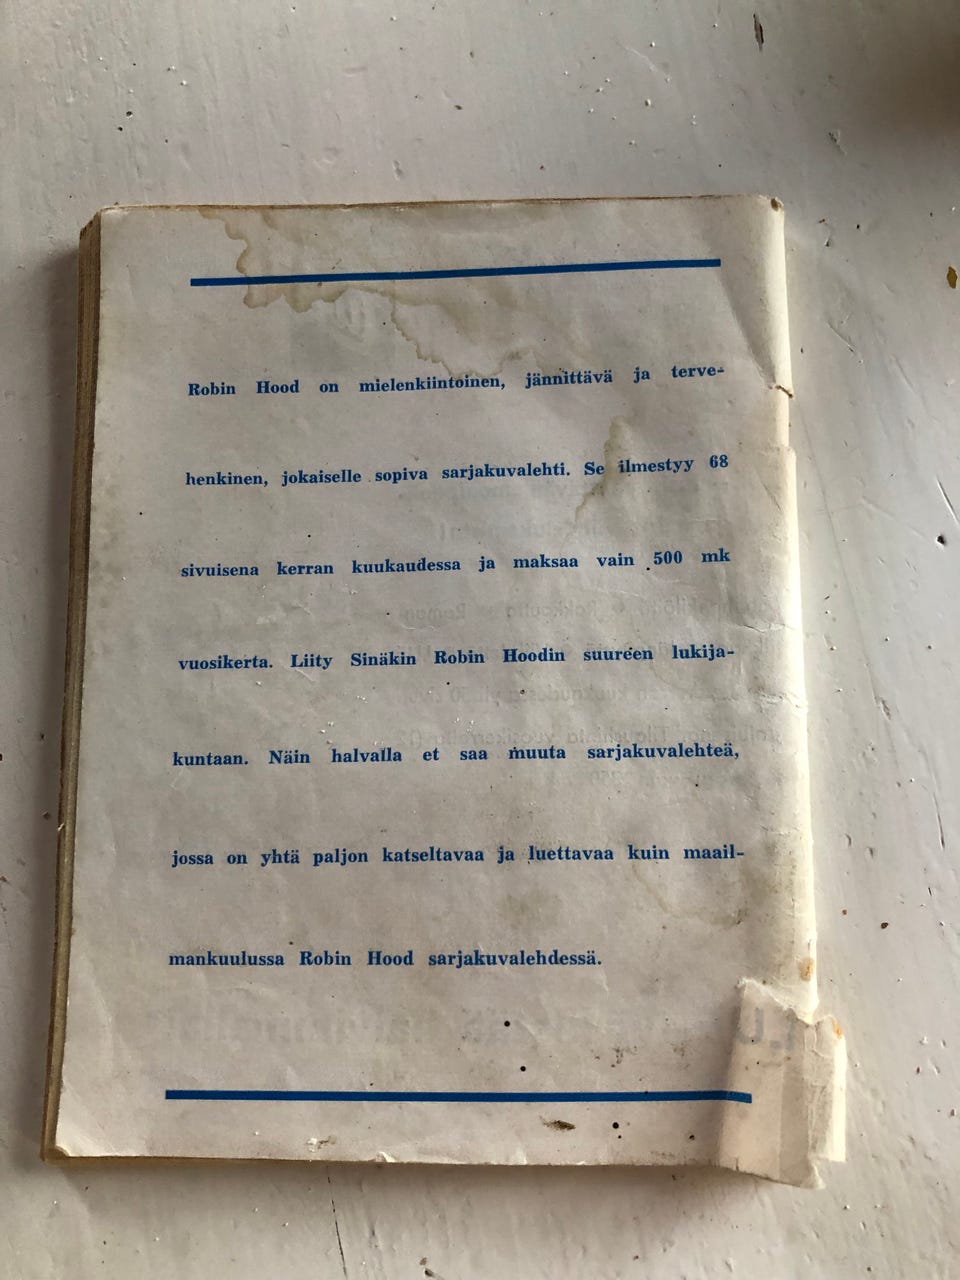 Robin Hood on mielenkiintoinen, jännittävä ja terve-
henkinen, jokaiselle sopiva sarjakuvalehti. Se ilmestyy 68
sivuisena kerran kuukaudessa ja maksaa vain 500 mk
vuosikerta. Liity Sinäkin Robin Hoodin suureen lukija-
kuntaan. Näin halvalla et saa muuta sarjakuvalehteä,
jossa on yhtä paljon katseltavaa ja luettavaa kuin maail-
mankuulussa Robin Hood sarjakuvalehdessä.